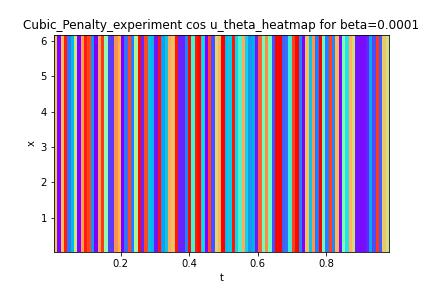 Cubic_Penalty_experiment cos u_theta_heatmap for beta=0.0001
6
5
4
x
3
2
1
0.2 0.4 0.6 0.8
t